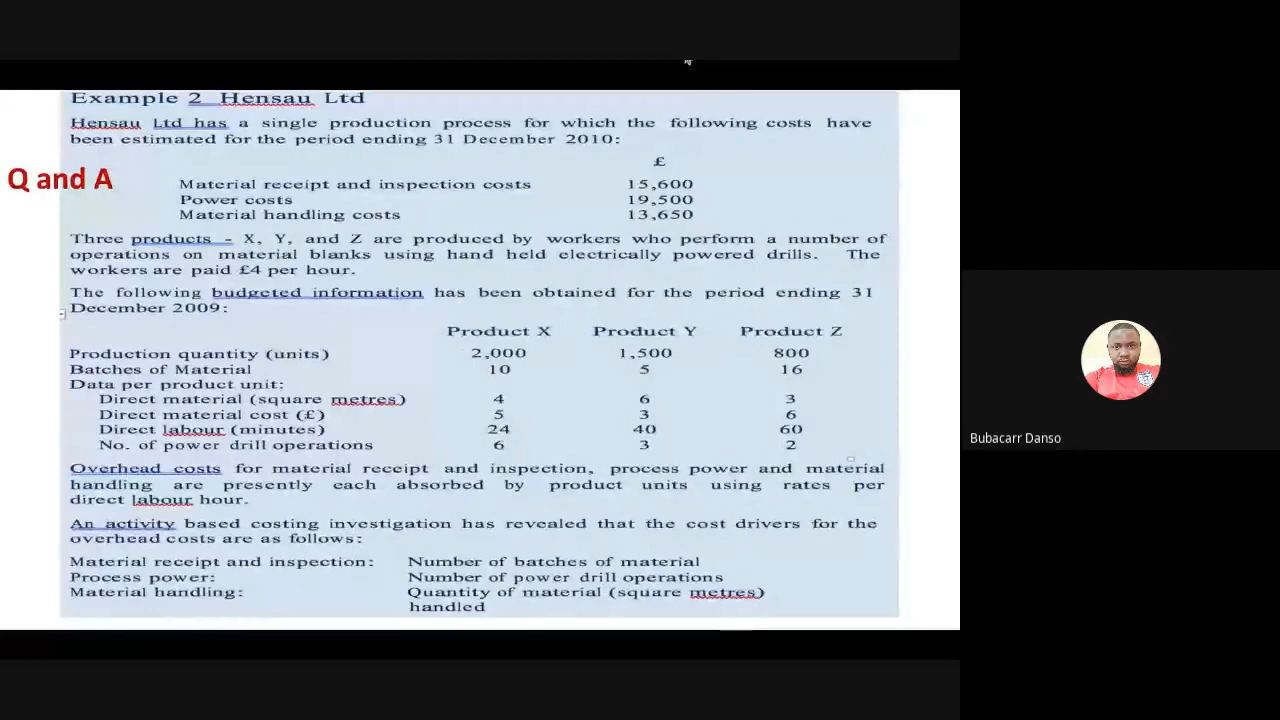 Example 2 Hensau Ltd
Hensau Ltd has a single production process for which the following costs have
been estimated for the period ending 31 December 2010:
£
Q and A
Material receipt and inspection costs 15,600
Power costs 19,500
Material handling costs 13,650
Three products - X, Y, and Z are produced by workers who perform a number of
operations on material blanks using hand held electrically powered drills. The
workers are paid £4 per hour.
The following budgeted information has been obtained for the period ending 31
December 2009:
Product X Product Y Product Z
Production quantity (units) 2,000 1,500 800
Batches of Material 10 5 16
Data per product unit:
Direct material (square metres) 4 6 3
Direct material cost (£) 5 3 6
Direct labour (minutes) 24 40 60
No. of power drill operations 6 3 2
Overhead costs for material receipt and inspection, process power and material
handling are presently each absorbed by product units using rates per
direct labour hour.
An activity based costing investigation has revealed that the cost drivers for the
overhead costs are as follows:
Material receipt and inspection: Number of batches of material
Process power: Number of power drill operations
Material handling: Quantity of material (square metres)
handled
Bubacarr Danso